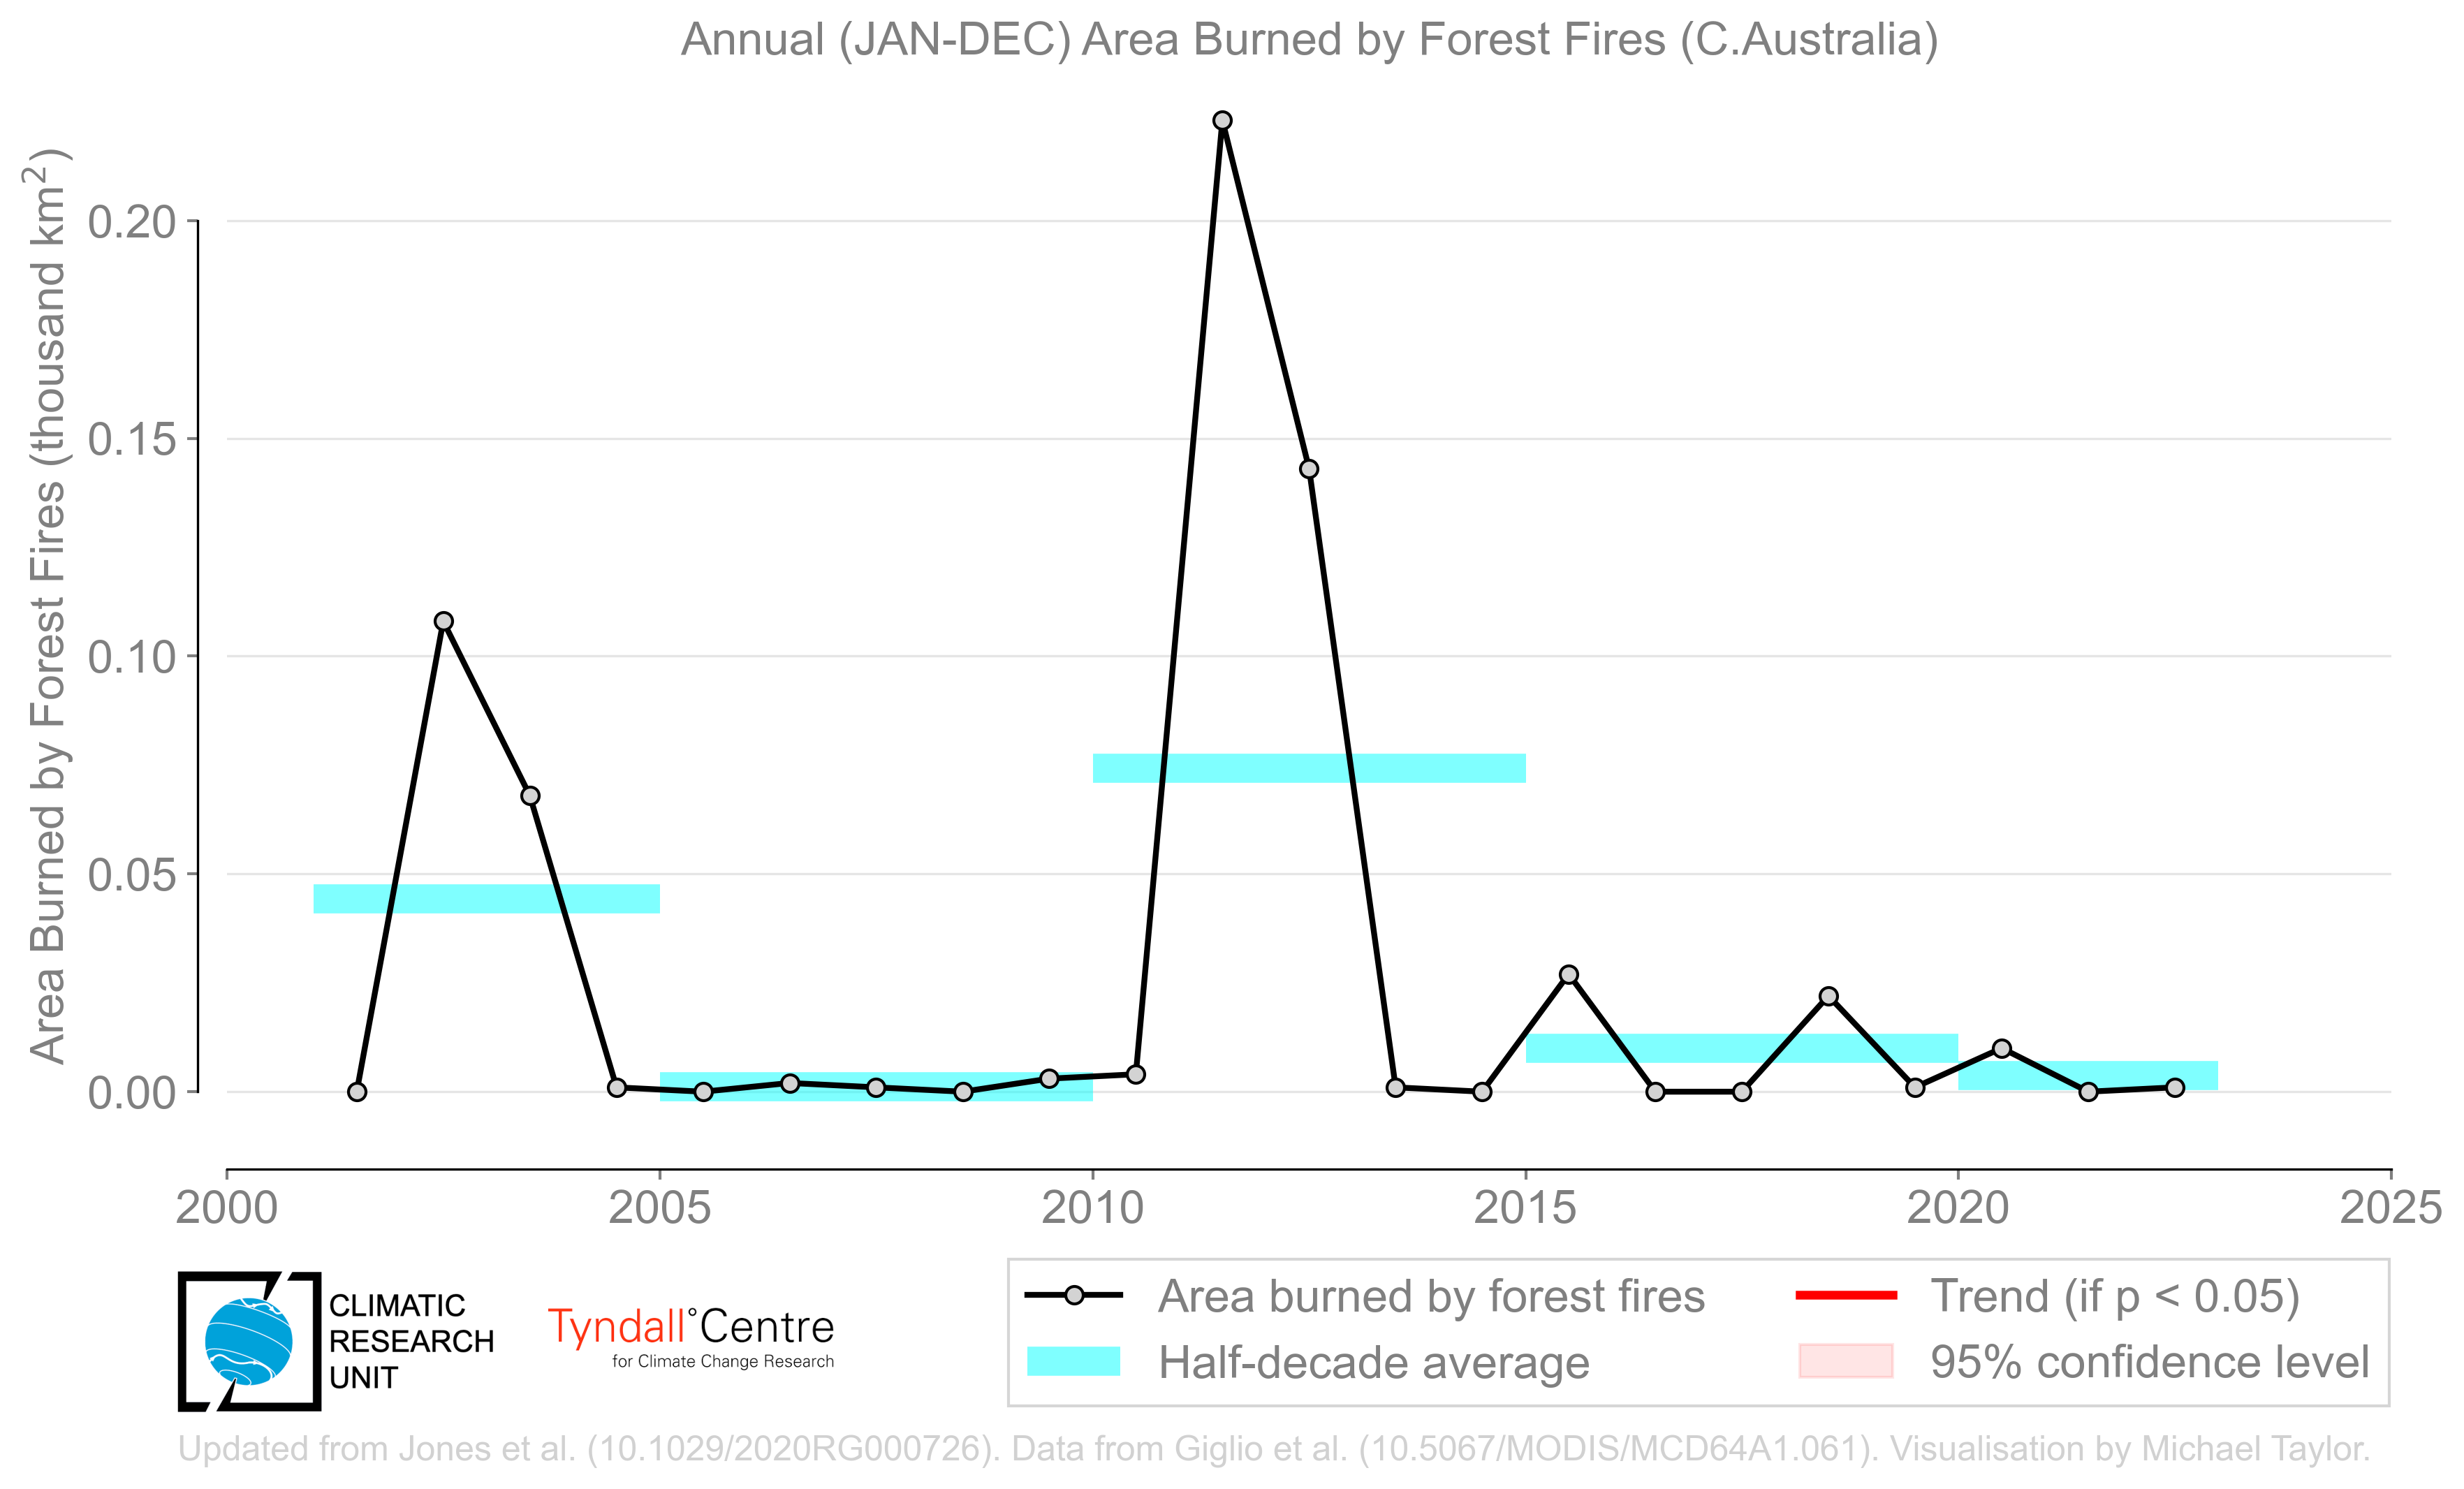 Annual (JAN-DEC) Area Burned by Forest Fires (C.Australia)
Area Burned by Forest Fires (thousand km²)
0.20
0.15
0.10
0.05
0.00
2000 2005 2010 2015 2020 2025
CLIMATIC
RESEARCH
UNIT
Tyndall°Centre
for Climate Change Research
Area burned by forest fires
Half-decade average
Trend (if p < 0.05)
95% confidence level
Updated from Jones et al. (10.1029/2020RG000726). Data from Giglio et al. (10.5067/MODIS/MCD64A1.061). Visualisation by Michael Taylor.